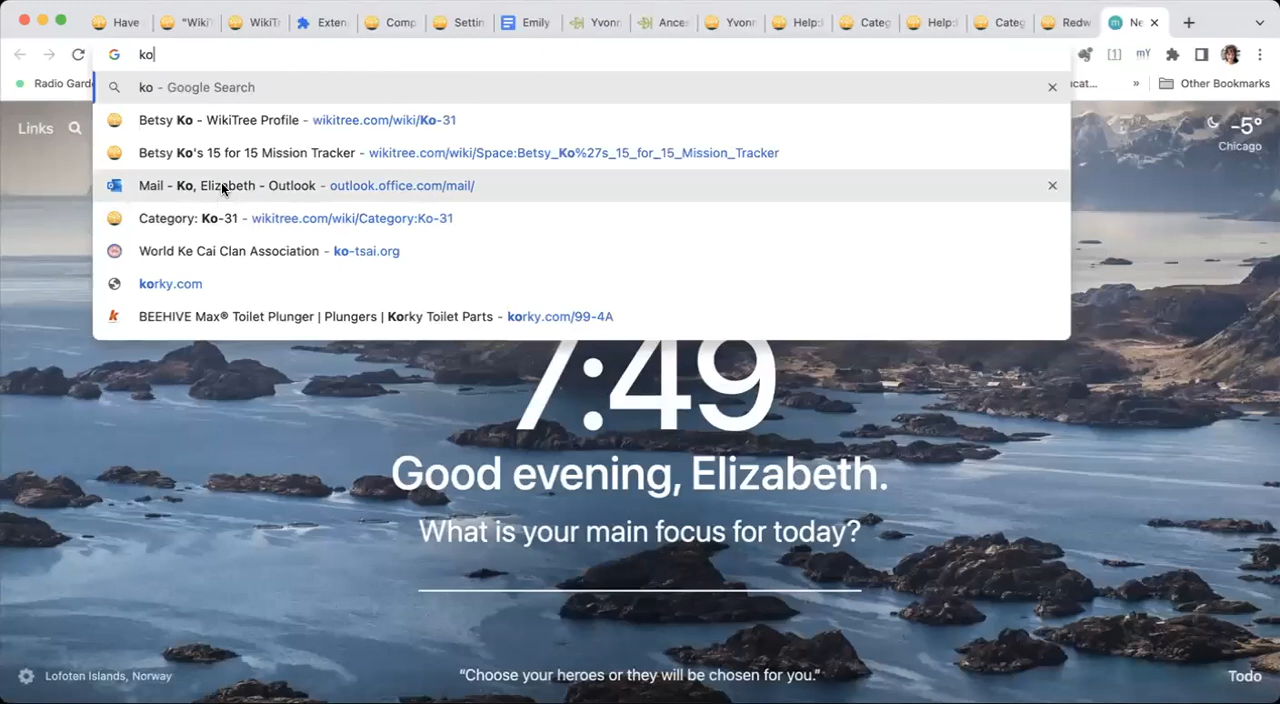 Have
"WikiT
WikiTr
Exten
Comp
Settin
Emily
Yvonn
Ances
Yvonn
Help:
Categ
Help:
Categ
Redw
Ne
ko
Radio Gard
ucat...
»
Other Bookmarks
ko - Google Search
Betsy Ko - WikiTree Profile - wikitree.com/wiki/Ko-31
Betsy Ko's 15 for 15 Mission Tracker - wikitree.com/wiki/Space:Betsy_Ko%27s_15_for_15_Mission_Tracker
Mail - Ko, Elizabeth - Outlook - outlook.office.com/mail/
Category: Ko-31 - wikitree.com/wiki/Category:Ko-31
World Ke Cai Clan Association - ko-tsai.org
korky.com
BEEHIVE Max® Toilet Plunger | Plungers | Korky Toilet Parts - korky.com/99-4A
Links
-5°
Chicago
7:49
Good evening, Elizabeth.
What is your main focus for today?
Lofoten Islands, Norway
“Choose your heroes or they will be chosen for you.”
Todo